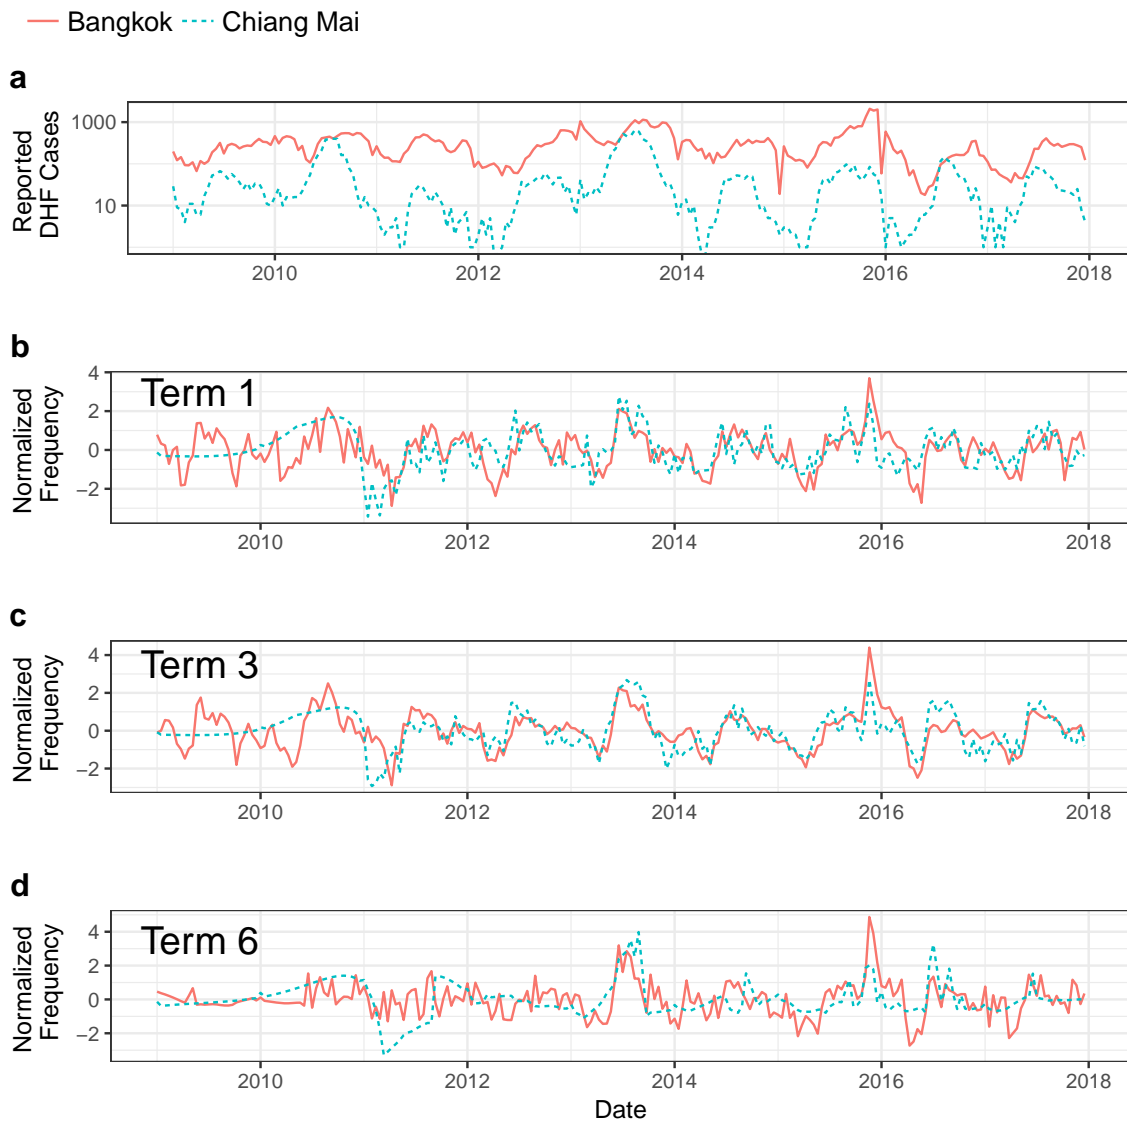 Bangkok Chiang Mai
a
Reported
DHF Cases
1000
10
2010 2012 2014 2016 2018
b
Normalized
Frequency
Term 1
4
2
0
−2
2010 2012 2014 2016 2018
c
Normalized
Frequency
Term 3
4
2
0
−2
2010 2012 2014 2016 2018
d
Normalized
Frequency
Term 6
4
2
0
−2
2010 2012 2014 2016 2018
Date